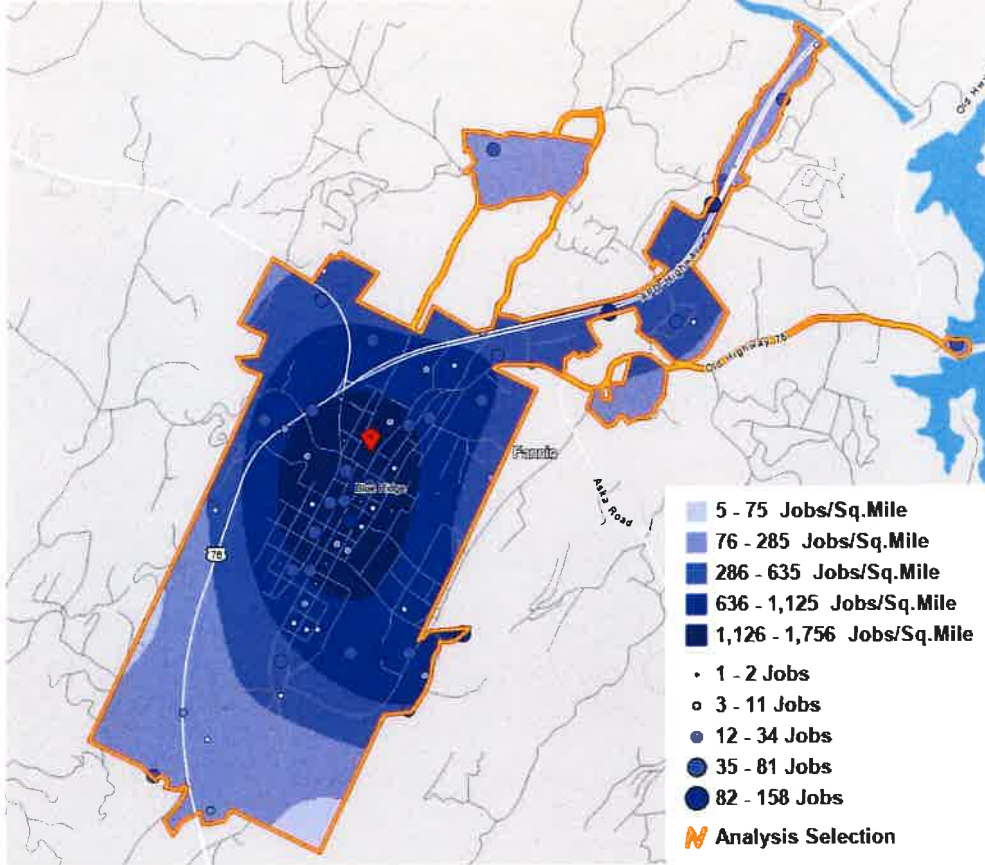 Old Hwy
Old Highway 76
Fannin
Blue Ridge
Aska Road
76
5 - 75 Jobs/Sq.Mile
76 - 285 Jobs/Sq.Mile
286 - 635 Jobs/Sq.Mile
636 - 1,125 Jobs/Sq.Mile
1,126 - 1,756 Jobs/Sq.Mile
1 - 2 Jobs
3 - 11 Jobs
12 - 34 Jobs
35 - 81 Jobs
82 - 158 Jobs
Analysis Selection